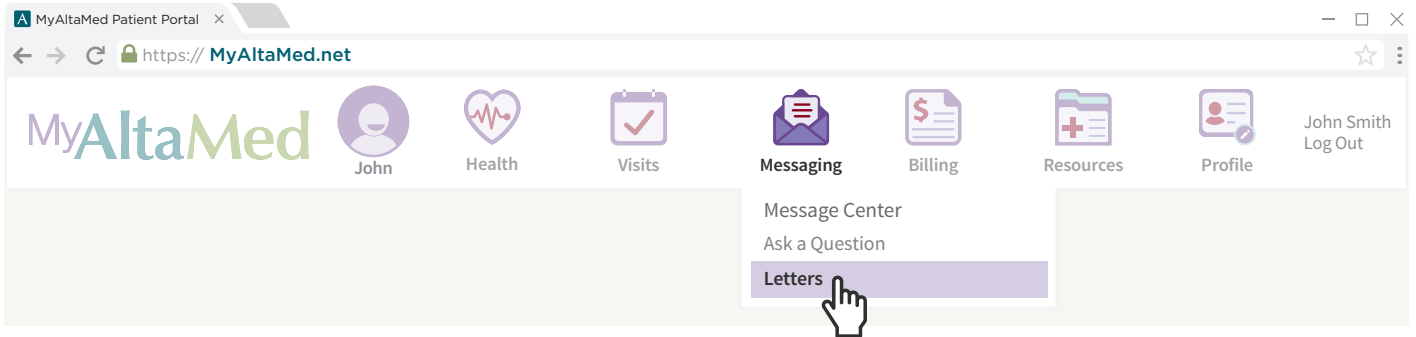 A MyAltaMed Patient Portal
https:// MyAltaMed.net
MyAltaMed
John
Health
Visits
Messaging
$
Billing
Resources
Profile
John Smith
Log Out
Message Center
Ask a Question
Letters